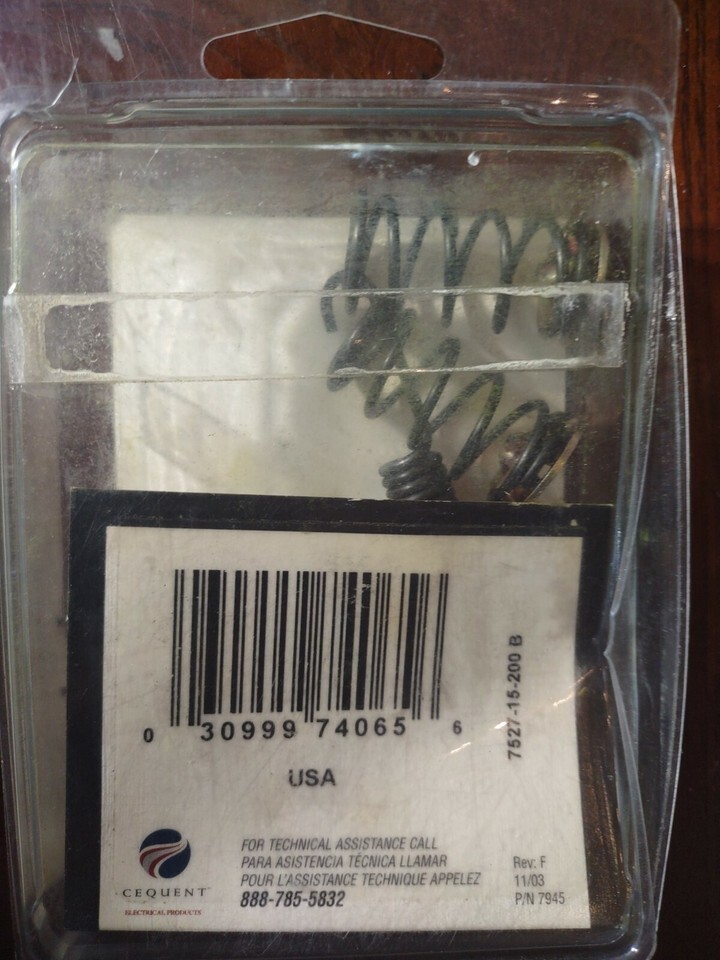 0 30999 74065 6
USA
7527-15-200 B
CEQUENT
ELECTRICAL PRODUCTS
FOR TECHNICAL ASSISTANCE CALL
PARA ASISTENCIA TÉCNICA LLAMAR
POUR L'ASSISTANCE TECHNIQUE APPELEZ
888-785-5832
Rev: F
11/03
P/N 7945